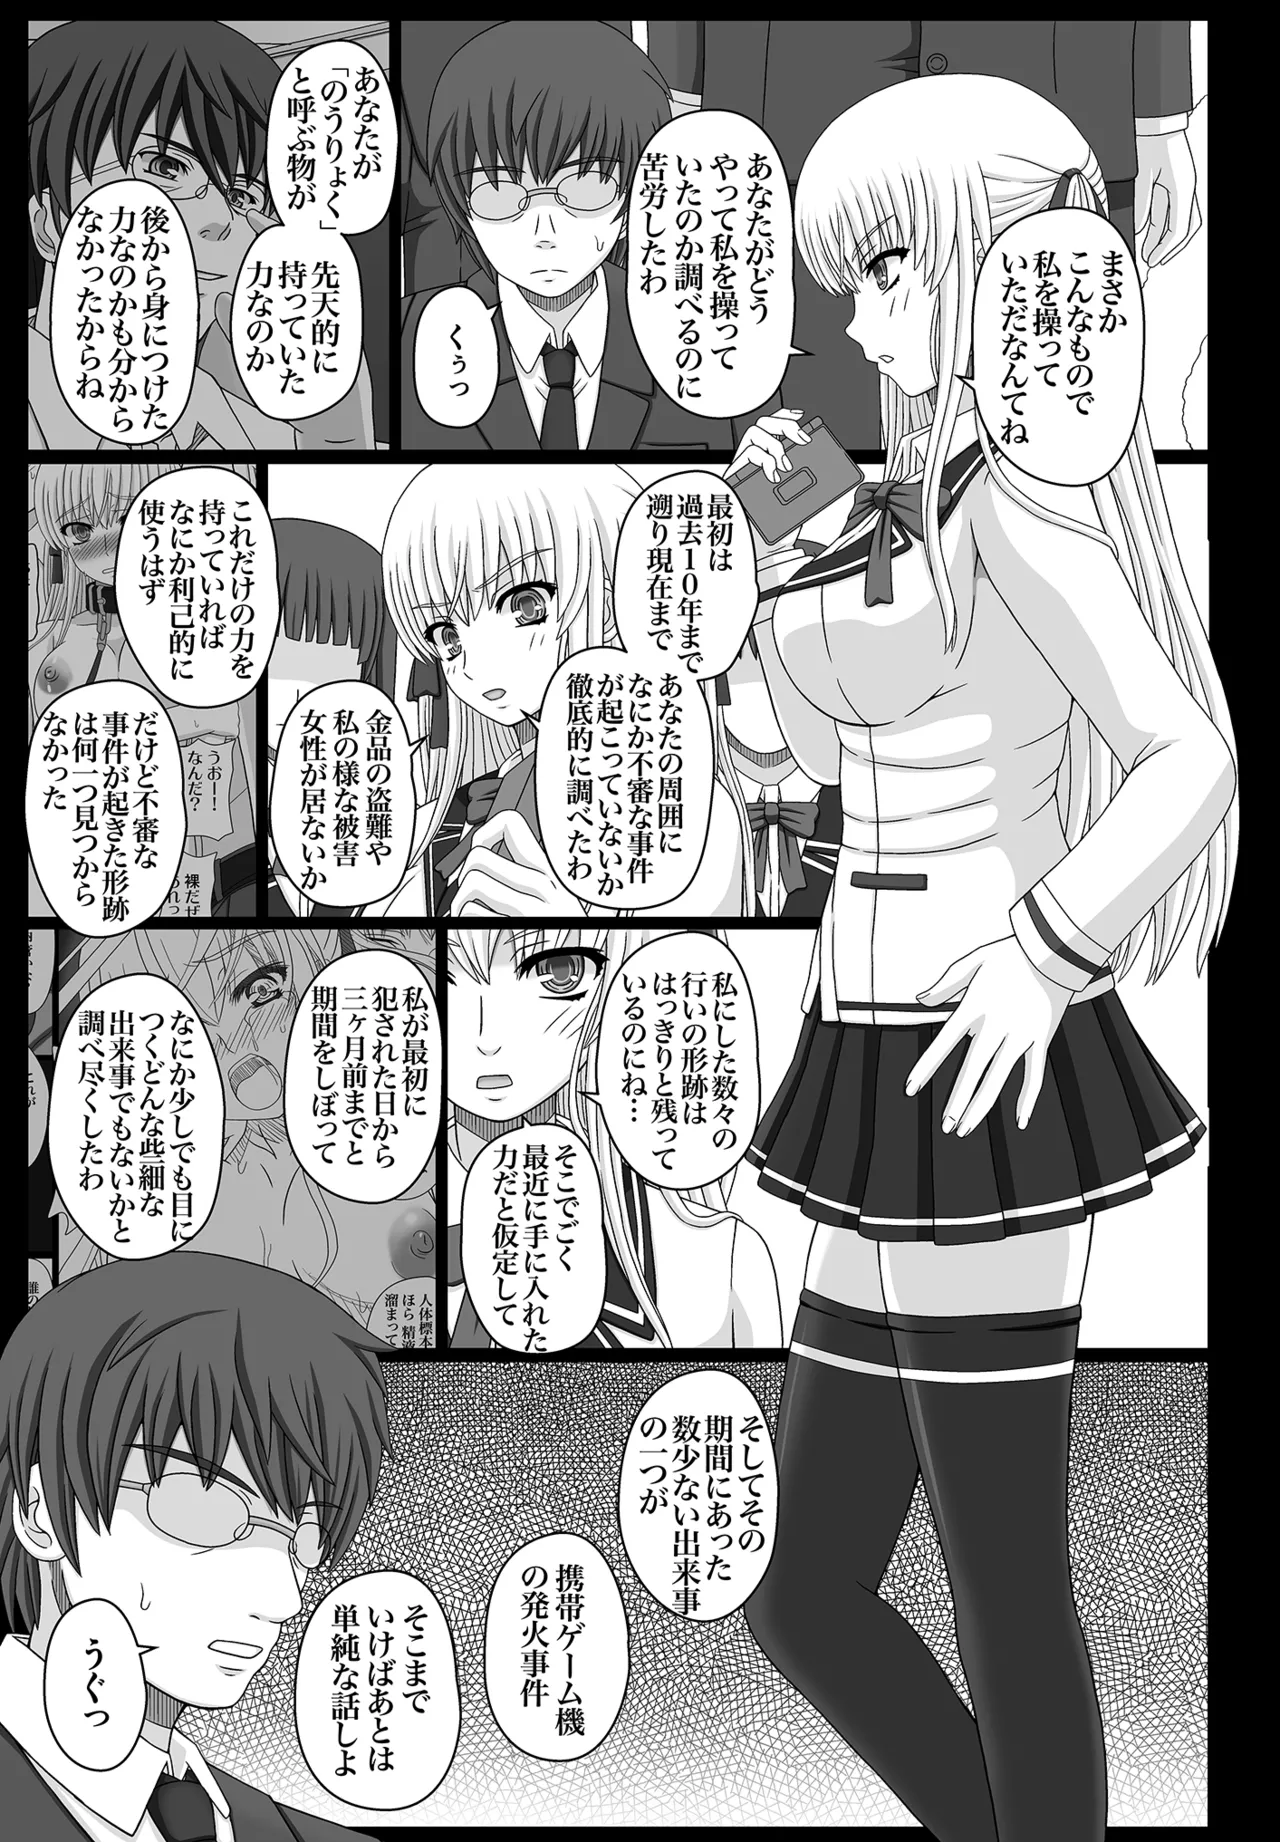 まさか
こんなもので
私を操って
いただなんてね
あなたがどう
やって私を操って
いたのか調べるのに
苦労したわ
くぅっ
あなたが
「のうりょく」
と呼ぶ物が
先天的に
持っていた
力なのか
後から身につけた
力なのかも分から
なかったからね
最初は
過去10年まで
遡り現在まで
あなたの周囲に
なにか不審な事件
が起こっていないか
徹底的に調べたわ
金品の盗難や
私の様な被害
女性が居ないか
これだけの力を
持っていれば
なにか利己的に
使うはず
だけど不審な
事件が起きた形跡
は何一つ見つから
なかった
私にした数々の
行いの形跡は
はっきりと残って
いるのにね…
そこでごく
最近に手に入れた
力だと仮定して
私が最初に
犯された日から
三ヶ月前までと
期間をしぼって
なにか少しでも目に
つくどんな些細な
出来事でもないかと
調べ尽くしたわ
そしてその
期間にあった
数少ない出来事
の一つが
携帯ゲーム機
の発火事件
そこまで
いけばあとは
単純な話しよ
うぐっ